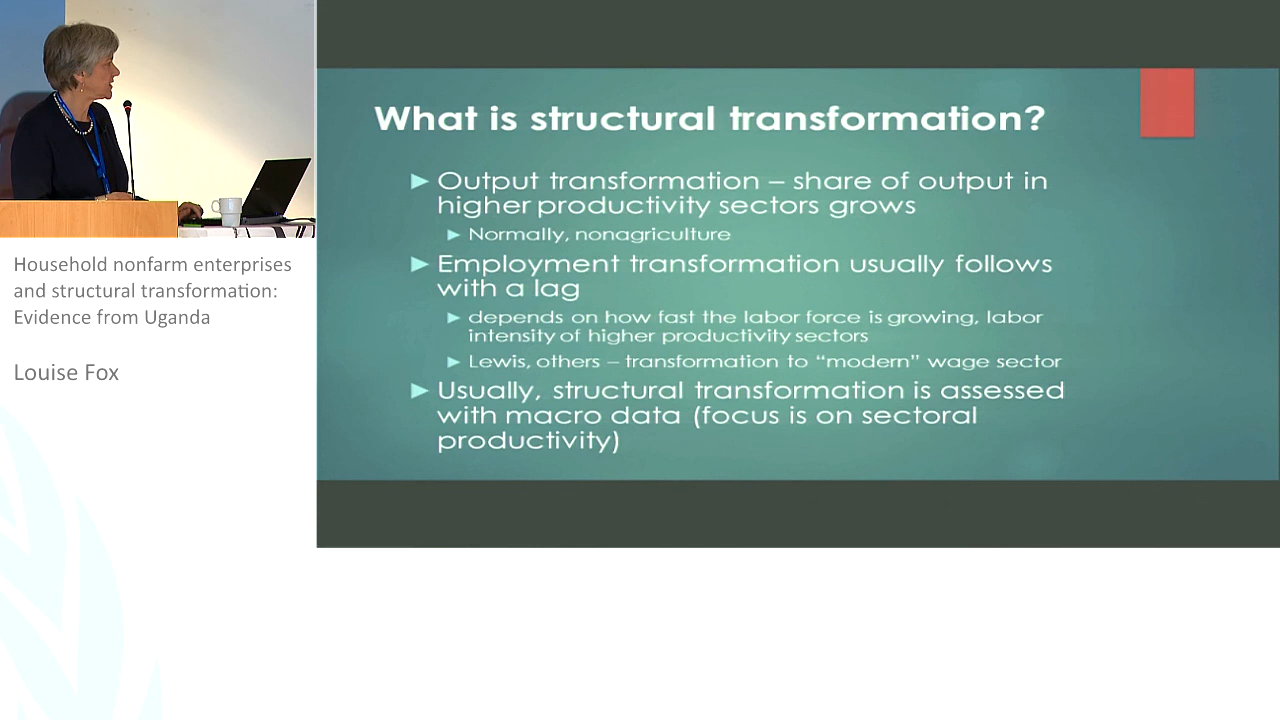 Household nonfarm enterprises
and structural transformation:
Evidence from Uganda
Louise Fox
What is structural transformation?
Output transformation – share of output in
higher productivity sectors grows
Normally, nonagriculture
Employment transformation usually follows
with a lag
depends on how fast the labor force is growing, labor
intensity of higher productivity sectors
Lewis, others – transformation to “modern” wage sector
Usually, structural transformation is assessed
with macro data (focus is on sectoral
productivity)